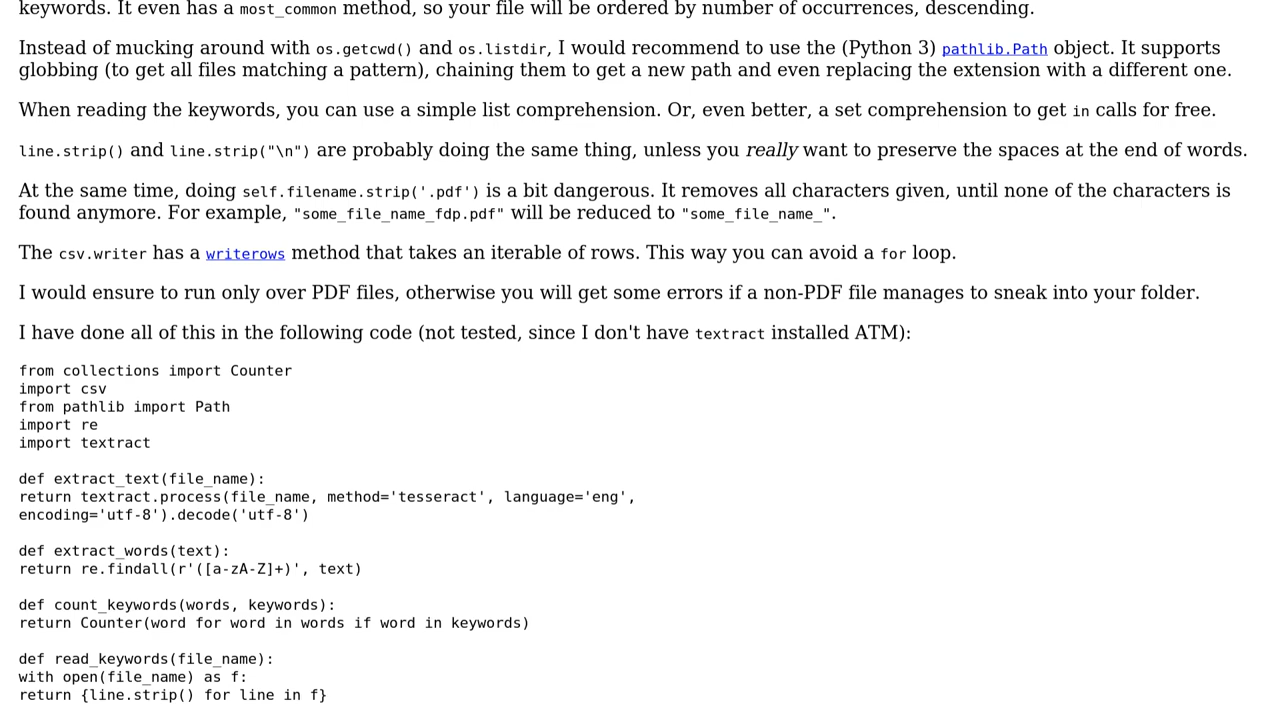 keywords. It even has a most_common method, so your file will be ordered by number of occurrences, descending.
Instead of mucking around with os.getcwd() and os.listdir, I would recommend to use the (Python 3) pathlib.Path object. It supports
globbing (to get all files matching a pattern), chaining them to get a new path and even replacing the extension with a different one.
When reading the keywords, you can use a simple list comprehension. Or, even better, a set comprehension to get in calls for free.
line.strip() and line.strip("\n") are probably doing the same thing, unless you really want to preserve the spaces at the end of words.
At the same time, doing self.filename.strip('.pdf') is a bit dangerous. It removes all characters given, until none of the characters is
found anymore. For example, "some_file_name_fdp.pdf" will be reduced to "some_file_name_".
The csv.writer has a writerows method that takes an iterable of rows. This way you can avoid a for loop.
I would ensure to run only over PDF files, otherwise you will get some errors if a non-PDF file manages to sneak into your folder.
I have done all of this in the following code (not tested, since I don't have textract installed ATM):
from collections import Counter
import csv
from pathlib import Path
import re
import textract
def extract_text(file_name):
return textract.process(file_name, method='tesseract', language='eng',
encoding='utf-8').decode('utf-8')
def extract_words(text):
return re.findall(r'([a-zA-Z]+)', text)
def count_keywords(words, keywords):
return Counter(word for word in words if word in keywords)
def read_keywords(file_name):
with open(file_name) as f:
return {line.strip() for line in f}